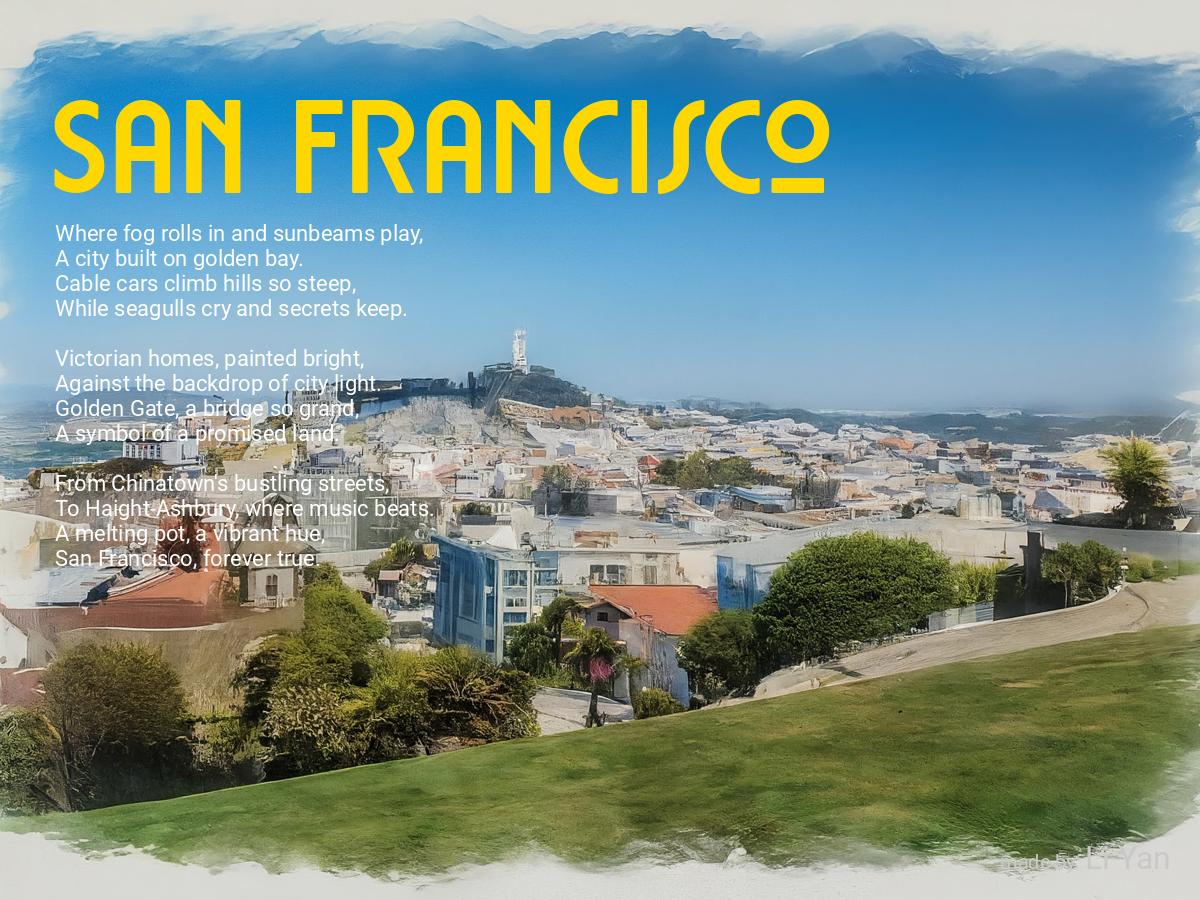 SAN FRANCISCO
Where fog rolls in and sunbeams play,
A city built on golden bay.
Cable cars climb hills so steep,
While seagulls cry and secrets keep.
Victorian homes, painted bright,
Against the backdrop of city light.
Golden Gate, a bridge so grand,
A symbol of a promised land.
From Chinatown's bustling streets,
To Haight-Ashbury, where music beats.
A melting pot, a vibrant hue,
San Francisco, forever true.
made by Li Yan